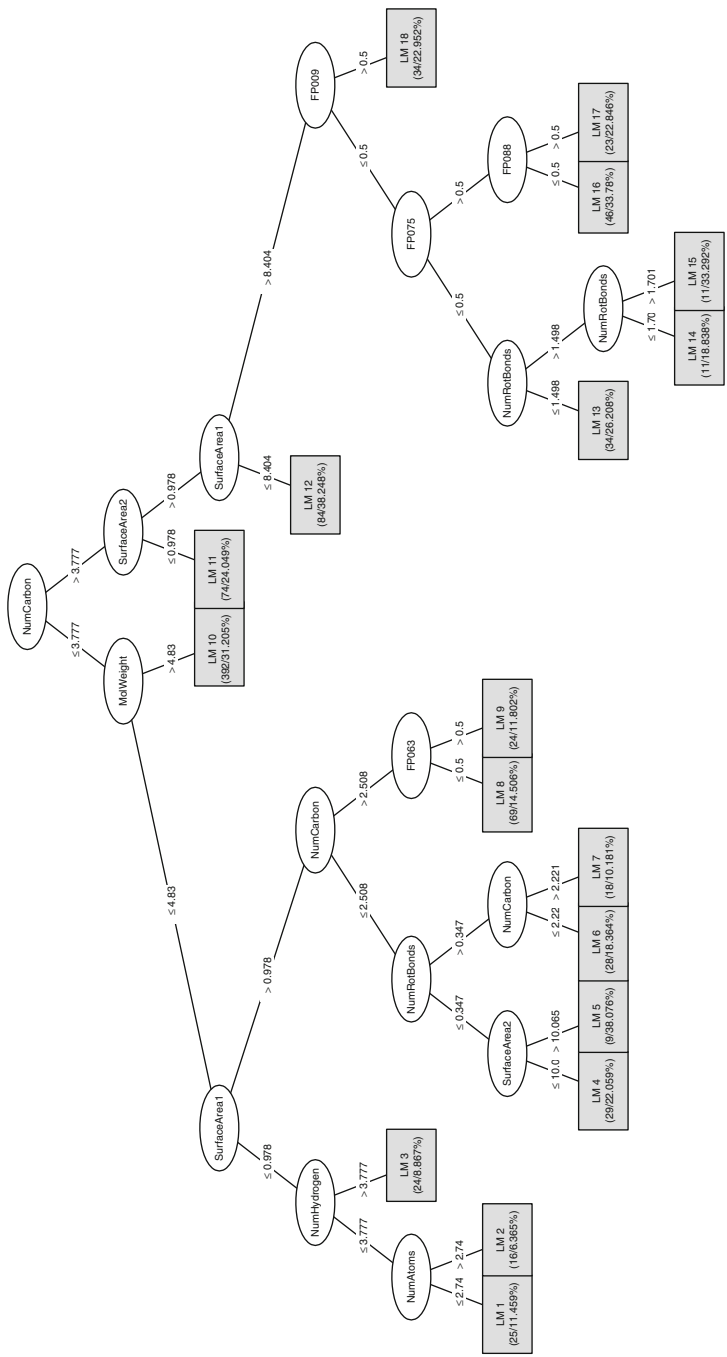 NumCarbon
≤ 3.777
> 3.777
MolWeight
SurfaceArea2
≤ 4.83
> 4.83
≤ 0.978
> 0.978
SurfaceArea1
LM 10
(392/31.205%)
LM 11
(74/24.049%)
SurfaceArea1
≤ 0.978
> 0.978
≤ 8.404
> 8.404
NumHydrogen
NumCarbon
LM 12
(84/38.248%)
FP009
≤ 3.777
> 3.777
≤ 2.508
> 2.508
≤ 0.5
> 0.5
NumAtoms
LM 3
(24/8.867%)
NumRotBonds
FP063
FP075
LM 18
(34/22.952%)
≤ 2.74
> 2.74
≤ 0.347
> 0.347
≤ 0.5
> 0.5
≤ 0.5
> 0.5
LM 1
(25/11.459%)
LM 2
(16/6.365%)
SurfaceArea2
NumCarbon
LM 8
(69/14.506%)
LM 9
(24/11.802%)
NumRotBonds
FP088
≤ 10.0
> 10.065
≤ 2.22
> 2.221
≤ 1.498
> 1.498
≤ 0.5
> 0.5
LM 4
(29/22.059%)
LM 5
(9/38.076%)
LM 6
(28/18.364%)
LM 7
(18/10.181%)
LM 13
(34/26.208%)
NumRotBonds
LM 16
(46/33.78%)
LM 17
(23/22.846%)
≤ 1.70
> 1.701
LM 14
(11/18.838%)
LM 15
(11/33.292%)